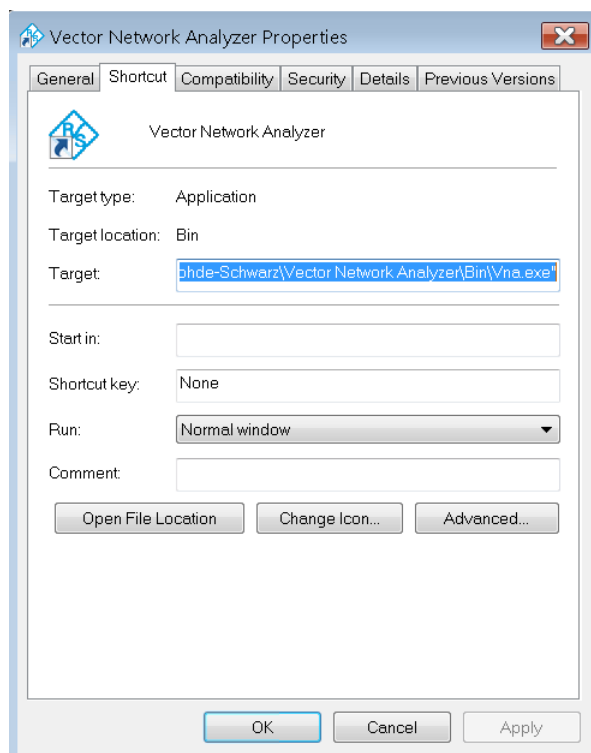 Vector Network Analyzer Properties
General Shortcut Compatibility Security Details Previous Versions
R S
Vector Network Analyzer
Target type: Application
Target location: Bin
Target: ohde-Schwarz\Vector Network Analyzer\Bin\Vna.exe"
Start in:
Shortcut key: None
Run: Normal window
Comment:
Open File Location Change Icon... Advanced...
OK Cancel Apply